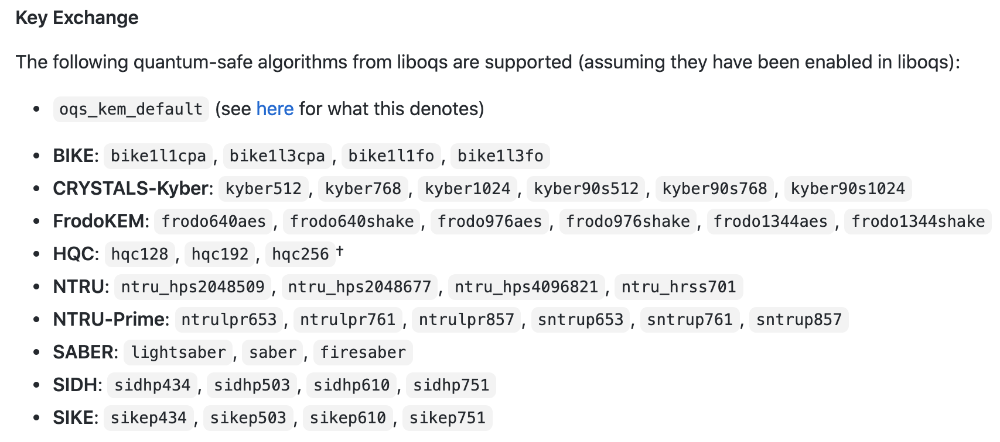 Key Exchange
The following quantum-safe algorithms from liboqs are supported (assuming they have been enabled in liboqs):
• oqs_kem_default (see here for what this denotes)
• BIKE: bike1l1cpa, bike1l3cpa, bike1l1fo, bike1l3fo
• CRYSTALS-Kyber: kyber512, kyber768, kyber1024, kyber90s512, kyber90s768, kyber90s1024
• FrodoKEM: frodo640aes, frodo640shake, frodo976aes, frodo976shake, frodo1344aes, frodo1344shake
• HQC: hqc128, hqc192, hqc256†
• NTRU: ntru_hps2048509, ntru_hps2048677, ntru_hps4096821, ntru_hrss701
• NTRU-Prime: ntrulpr653, ntrulpr761, ntrulpr857, sntrup653, sntrup761, sntrup857
• SABER: lightsaber, saber, firesaber
• SIDH: sidhp434, sidhp503, sidhp610, sidhp751
• SIKE: sikep434, sikep503, sikep610, sikep751